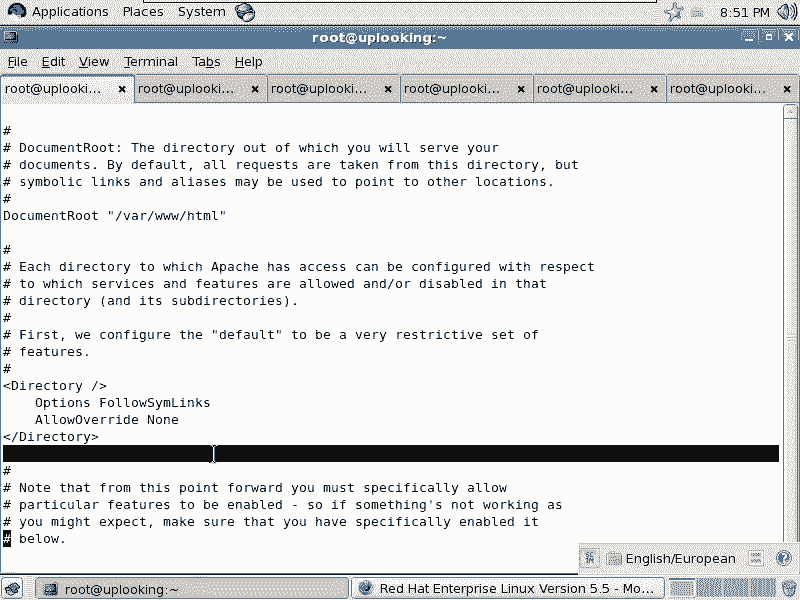 Applications Places System 8:51 PM
root@uplooking:~
File Edit View Terminal Tabs Help
root@uplooki... root@uplooki... root@uplooki... root@uplooki... root@uplooki... root@uplooki...
#
# DocumentRoot: The directory out of which you will serve your
# documents. By default, all requests are taken from this directory, but
# symbolic links and aliases may be used to point to other locations.
#
DocumentRoot "/var/www/html"
#
# Each directory to which Apache has access can be configured with respect
# to which services and features are allowed and/or disabled in that
# directory (and its subdirectories).
#
# First, we configure the "default" to be a very restrictive set of
# features.
#
<Directory />
    Options FollowSymLinks
    AllowOverride None
</Directory>
#
# Note that from this point forward you must specifically allow
# particular features to be enabled - so if something's not working as
# you might expect, make sure that you have specifically enabled it
# below.
English/European
root@uplooking:~ Red Hat Enterprise Linux Version 5.5 - Mo...